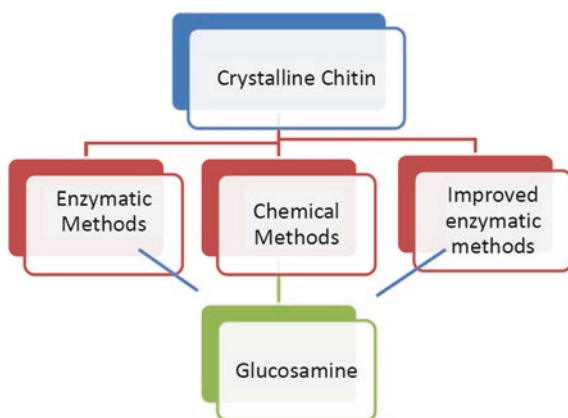 Crystalline Chitin
Enzymatic
Methods
Chemical
Methods
Improved
enzymatic
methods
Glucosamine